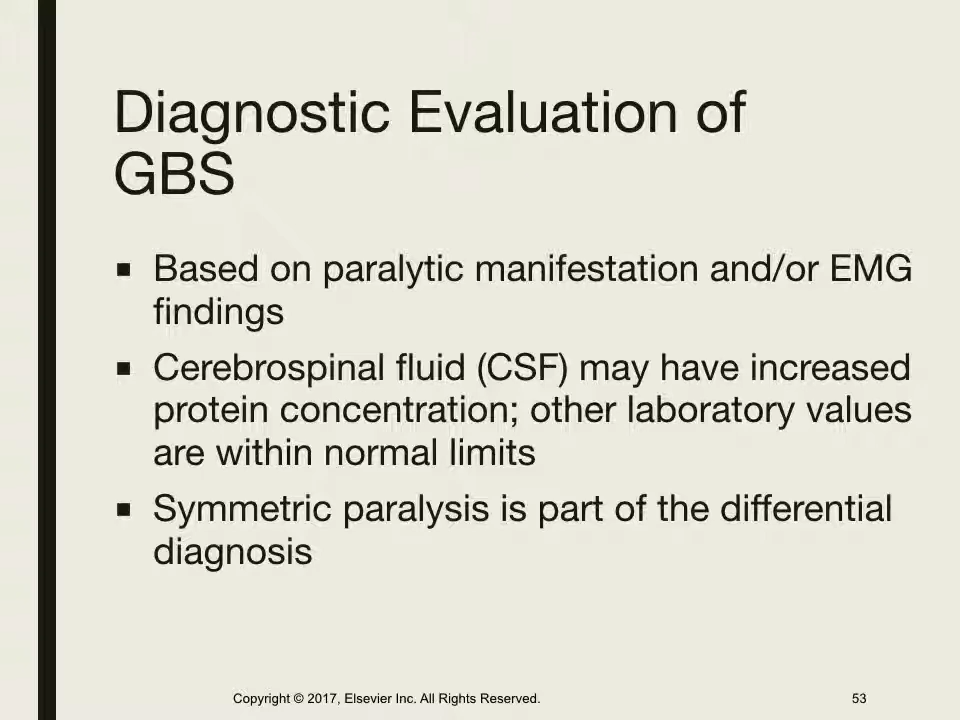 Diagnostic Evaluation of
GBS
▪ Based on paralytic manifestation and/or EMG
findings
▪ Cerebrospinal fluid (CSF) may have increased
protein concentration; other laboratory values
are within normal limits
▪ Symmetric paralysis is part of the differential
diagnosis
Copyright © 2017, Elsevier Inc. All Rights Reserved.
53